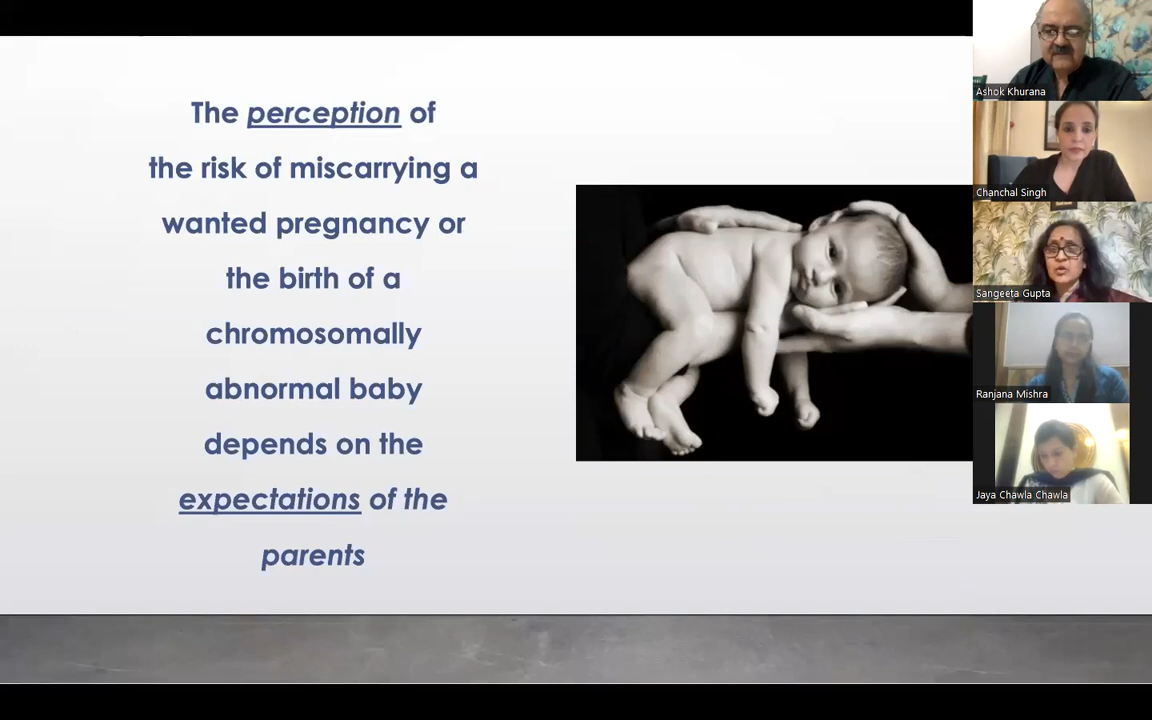 The perception of
the risk of miscarrying a
wanted pregnancy or
the birth of a
chromosomally
abnormal baby
depends on the
expectations of the
parents
Ashok Khurana
Chanchal Singh
Sangeeta Gupta
Ranjana Mishra
Jaya Chawla Chawla